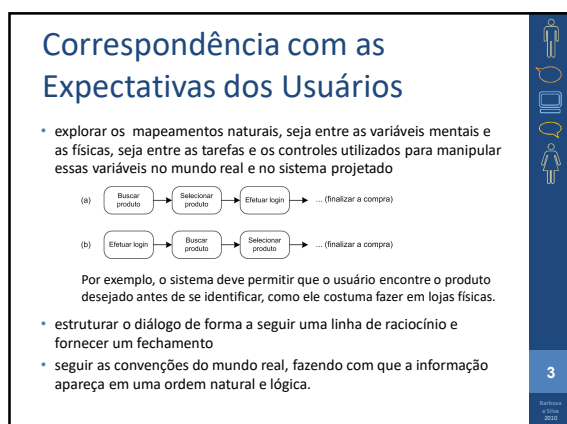 Correspondência com as
Expectativas dos Usuários
• explorar os mapeamentos naturais, seja entre as variáveis mentais e
as físicas, seja entre as tarefas e os controles utilizados para manipular
essas variáveis no mundo real e no sistema projetado
(a) Buscar produto Selecionar produto Efetuar login ... (finalizar a compra)
(b) Efetuar login Buscar produto Selecionar produto ... (finalizar a compra)
Por exemplo, o sistema deve permitir que o usuário encontre o produto
desejado antes de se identificar, como ele costuma fazer em lojas físicas.
• estruturar o diálogo de forma a seguir uma linha de raciocínio e
fornecer um fechamento
• seguir as convenções do mundo real, fazendo com que a informação
apareça em uma ordem natural e lógica.
3
Barbosa
e Silva
2010